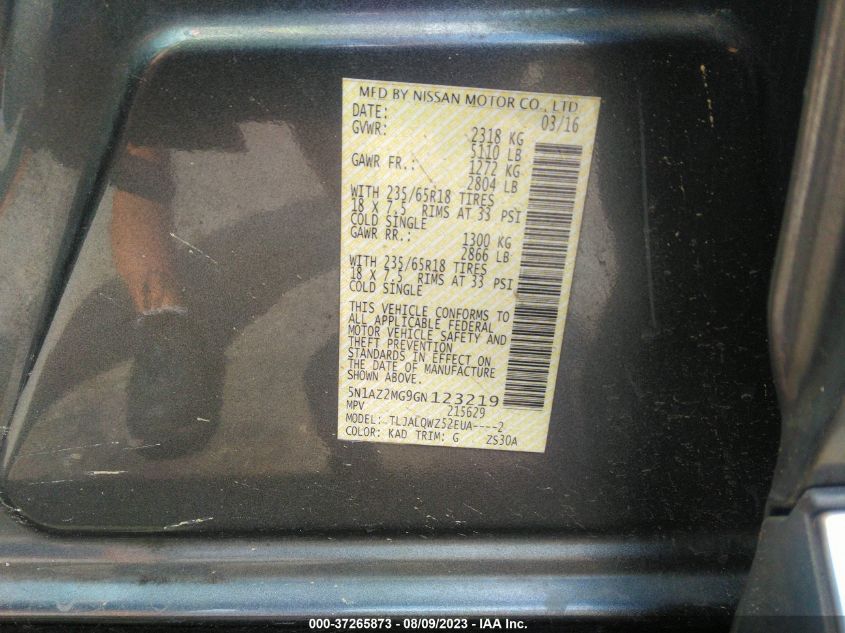 MFD BY NISSAN MOTOR CO., LTD
DATE: 03/16
GVWR: 2318 KG
5110 LB
GAWR FR.: 1272 KG
2804 LB
WITH 235/65R18 TIRES
18 X 7.5 RIMS AT 33 PSI
COLD SINGLE
GAWR RR.: 1300 KG
2866 LB
WITH 235/65R18 TIRES
18 X 7.5 RIMS AT 33 PSI
COLD SINGLE
THIS VEHICLE CONFORMS TO
ALL APPLICABLE FEDERAL
MOTOR VEHICLE SAFETY AND
THEFT PREVENTION
STANDARDS IN EFFECT ON
THE DATE OF MANUFACTURE
SHOWN ABOVE.
5N1AZ2MG9GN123219
MPV 215629
MODEL: TLJALQWZ52EUA----2
COLOR: KAD TRIM: G ZS30A
000-37265873 - 08/09/2023 - IAA Inc.